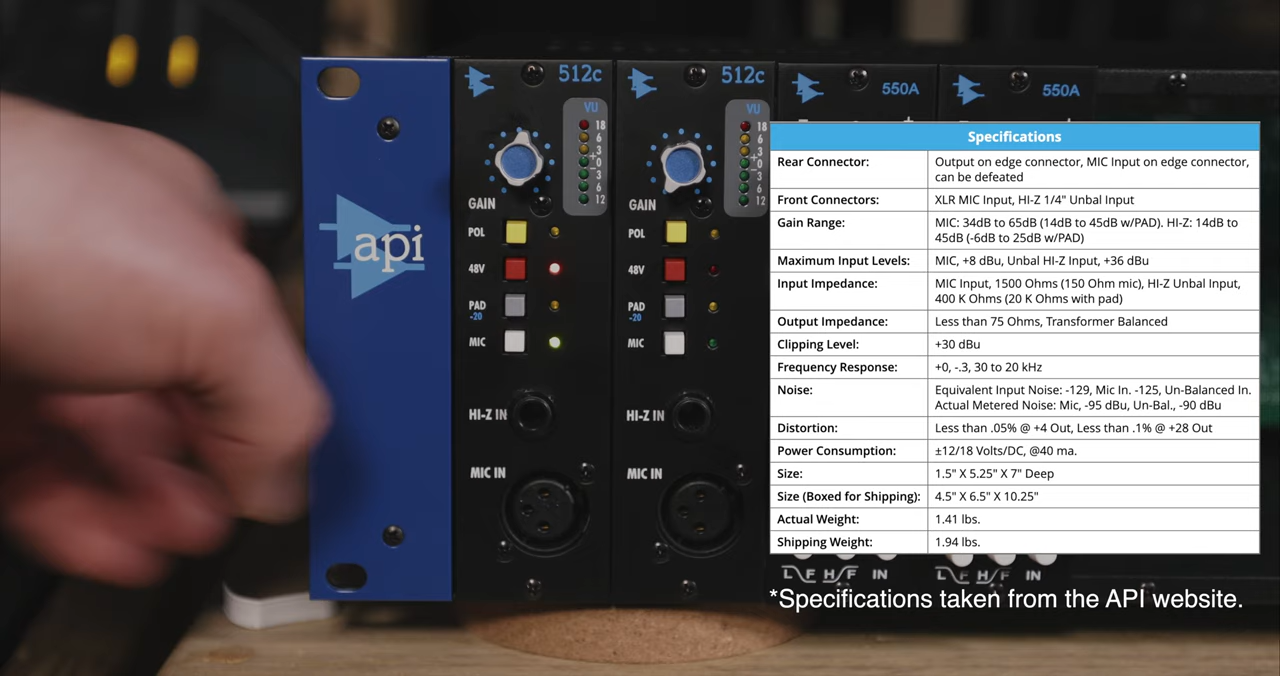 api
512c
VU
18
6
3
+
0
-
3
6
12
GAIN
POL
48V
PAD
-20
MIC
HI-Z IN
MIC IN
512c
VU
18
6
3
+
0
-
3
6
12
GAIN
POL
48V
PAD
-20
MIC
HI-Z IN
MIC IN
550A
550A
Specifications
Rear Connector: Output on edge connector, MIC Input on edge connector,
can be defeated
Front Connectors: XLR MIC Input, HI-Z 1/4" Unbal Input
Gain Range: MIC: 34dB to 65dB (14dB to 45dB w/PAD). HI-Z: 14dB to
45dB (-6dB to 25dB w/PAD)
Maximum Input Levels: MIC, +8 dBu, Unbal HI-Z Input, +36 dBu
Input Impedance: MIC Input, 1500 Ohms (150 Ohm mic), HI-Z Unbal Input,
400 K Ohms (20 K Ohms with pad)
Output Impedance: Less than 75 Ohms, Transformer Balanced
Clipping Level: +30 dBu
Frequency Response: +0, -.3, 30 to 20 kHz
Noise: Equivalent Input Noise: -129, Mic In. -125, Un-Balanced In.
Actual Metered Noise: Mic, -95 dBu, Un-Bal., -90 dBu
Distortion: Less than .05% @ +4 Out, Less than .1% @ +28 Out
Power Consumption: ±12/18 Volts/DC, @40 ma.
Size: 1.5" X 5.25" X 7" Deep
Size (Boxed for Shipping): 4.5" X 6.5" X 10.25"
Actual Weight: 1.41 lbs.
Shipping Weight: 1.94 lbs.
LF HF IN
LF HF IN
*Specifications taken from the API website.